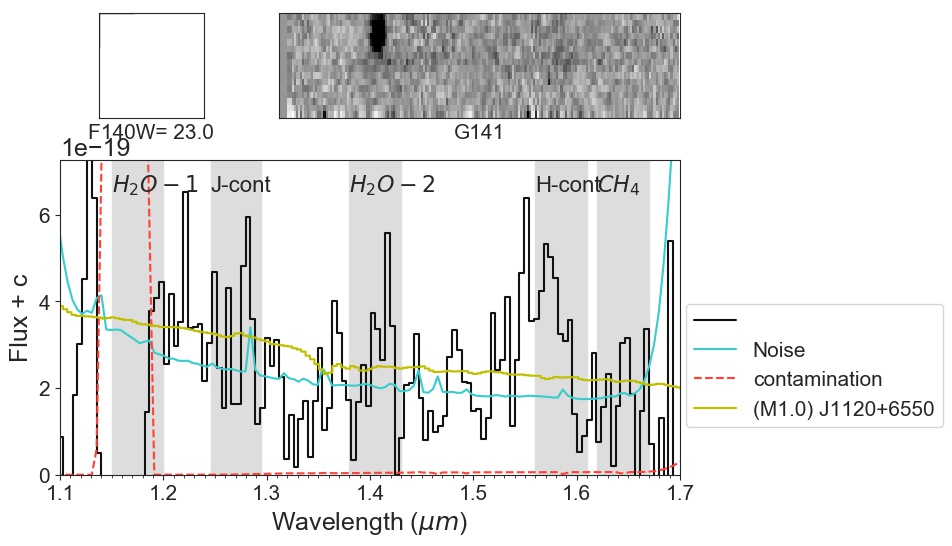 F140W= 23.0
G141
1e−19
H₂O − 1 J-cont H₂O − 2 H-cont CH₄
6
4
2
0
Flux + c
1.1 1.2 1.3 1.4 1.5 1.6 1.7
Wavelength (μm)
Noise
contamination
(M1.0) J1120+6550